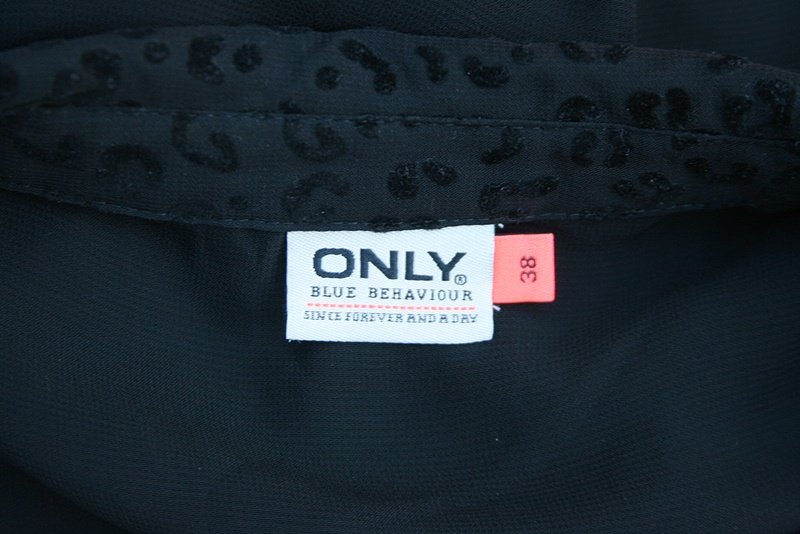 ONLY®
BLUE BEHAVIOUR
SINCE FOREVER AND A DAY
38